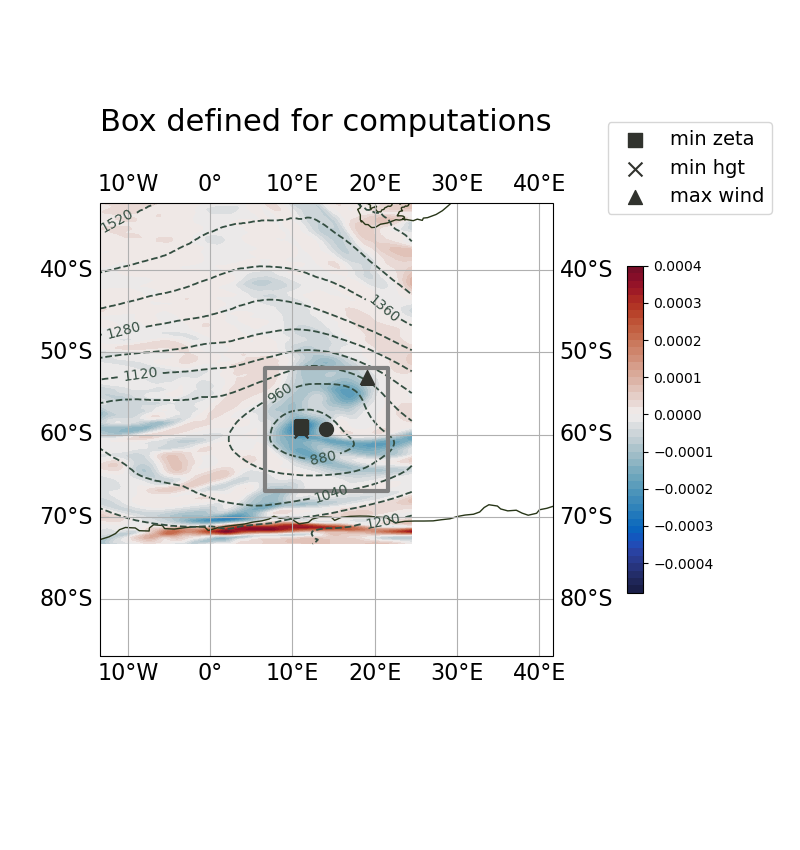 Box defined for computations
min zeta
min hgt
max wind
10°W 0° 10°E 20°E 30°E 40°E
1520
40°S 40°S
1360
1280
50°S 50°S
1120
960
60°S 60°S
880
1040
70°S 70°S
1200
80°S 80°S
10°W 0° 10°E 20°E 30°E 40°E
0.0004
0.0003
0.0002
0.0001
0.0000
−0.0001
−0.0002
−0.0003
−0.0004